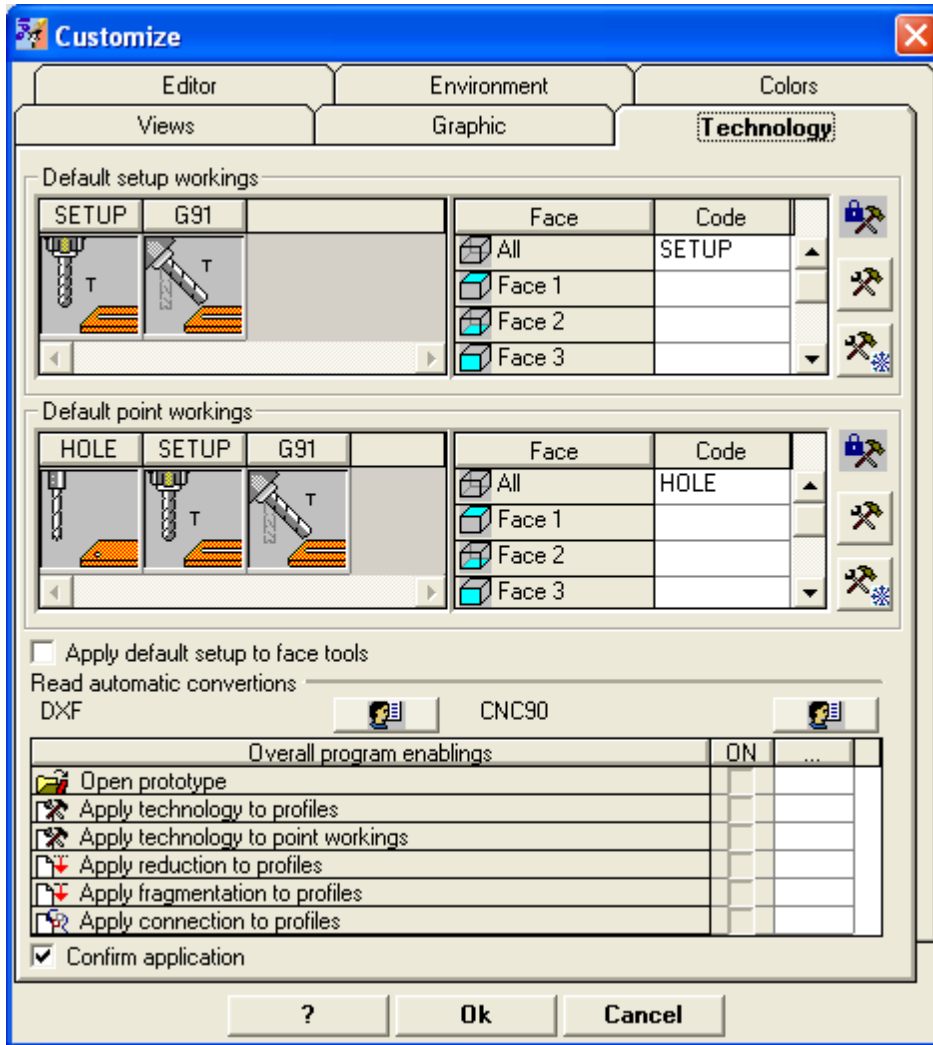 Customize
Editor Environment Colors
Views Graphic Technology
Default setup workings
SETUP G91 Face Code
T T All SETUP
Face 1
Face 2
Face 3
Default point workings
HOLE SETUP G91 Face Code
T T All HOLE
Face 1
Face 2
Face 3
Apply default setup to face tools
Read automatic convertions
DXF CNC90
Overall program enablings ON ...
Open prototype
Apply technology to profiles
Apply technology to point workings
Apply reduction to profiles
Apply fragmentation to profiles
Apply connection to profiles
Confirm application
? Ok Cancel